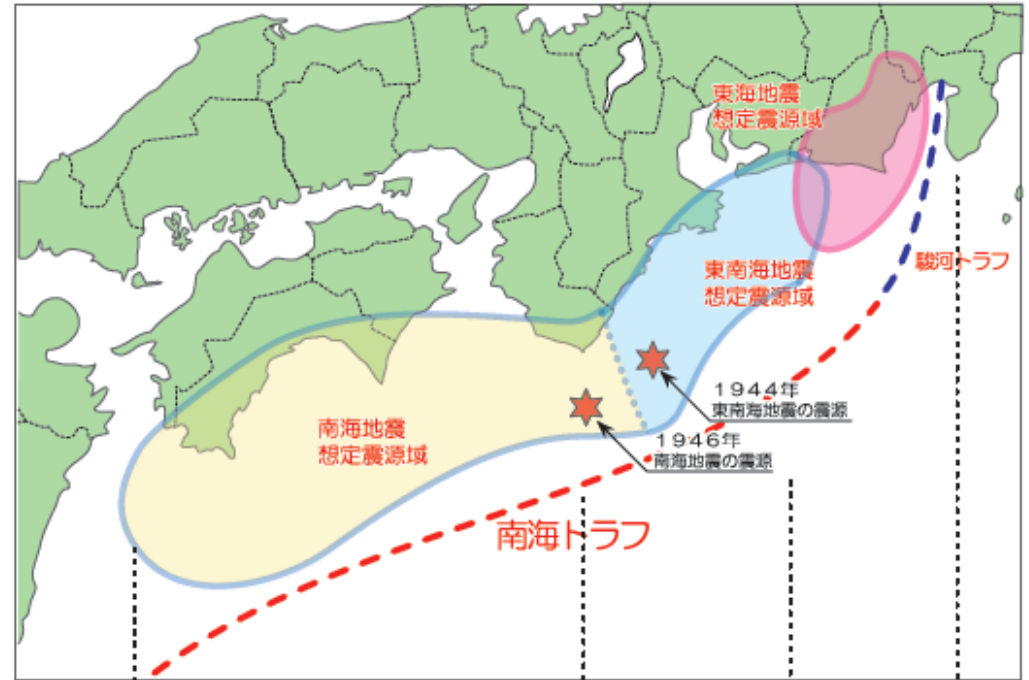 東海地震
想定震源域
東南海地震
想定震源域
駿河トラフ
1944年
東南海地震の震源
南海地震
想定震源域
1946年
南海地震の震源
南海トラフ